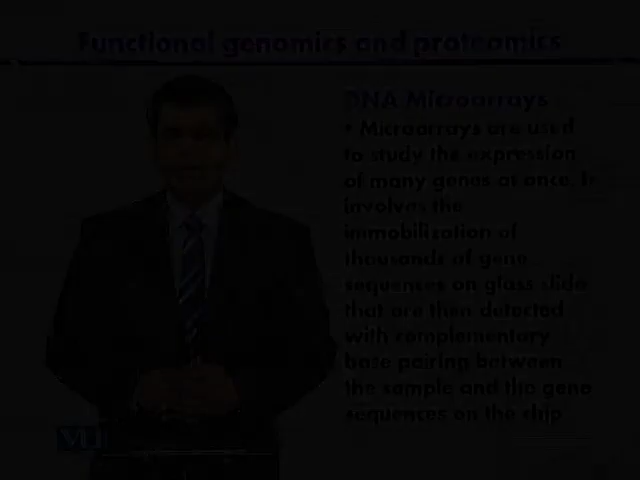 Functional genomics and proteomics
DNA Microarrays
• Microarrays are used
to study the expression
of many genes at once. It
involves the
immobilization of
thousands of gene
sequences on glass slide
that are then detected
with complementary
base pairing between
the sample and the gene
sequences on the chip
VU